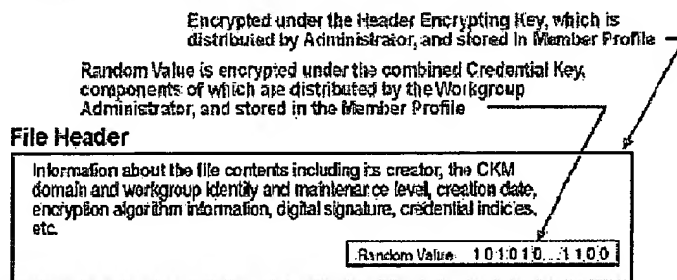 Encrypted under the Header Encrypting Key, which is
distributed by Administrator, and stored in Member Profile
Random Value is encrypted under the combined Credential Key,
components of which are distributed by the Workgroup
Administrator, and stored in the Member Profile
File Header
Information about the file contents including its creator, the CKM
domain and workgroup identity and maintenance level, creation date,
encryption algorithm information, digital signature, credential indicies,
etc.
Random Value 1 0 1 0 1 0...1 1 0 0